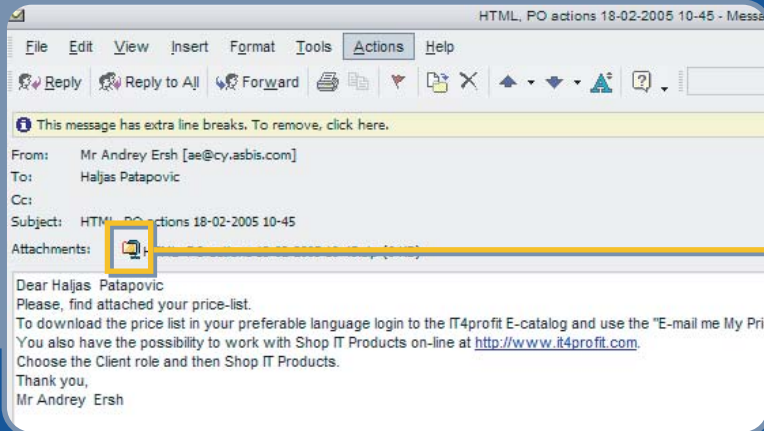 HTML, PO actions 18-02-2005 10-45 - Messa
File Edit View Insert Format Tools Actions Help
Reply Reply to All Forward
This message has extra line breaks. To remove, click here.
From: Mr Andrey Ersh [ae@cy.asbis.com]
To: Haljas Patapovic
Cc:
Subject: HTML, PO actions 18-02-2005 10-45
Attachments:
Dear Haljas Patapovic
Please, find attached your price-list.
To download the price list in your preferable language login to the IT4profit E-catalog and use the "E-mail me My Pri
You also have the possibility to work with Shop IT Products on-line at http://www.it4profit.com.
Choose the Client role and then Shop IT Products.
Thank you,
Mr Andrey Ersh